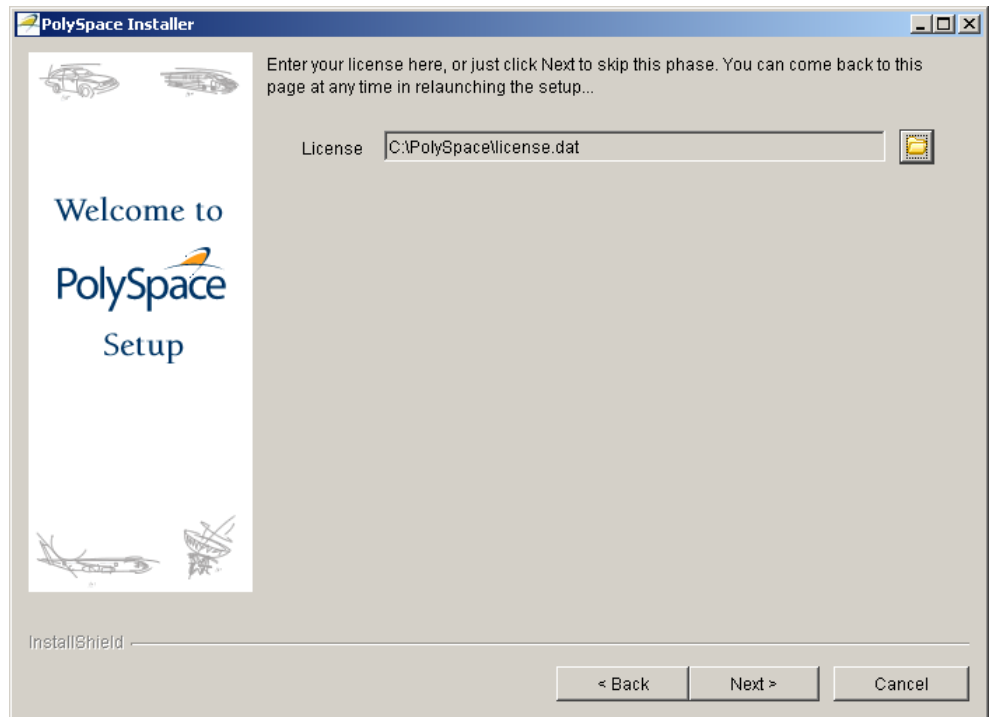 PolySpace Installer
Enter your license here, or just click Next to skip this phase. You can come back to this
page at any time in relaunching the setup...
License C:\PolySpace\license.dat
Welcome to
PolySpace
Setup
InstallShield
< Back Next > Cancel